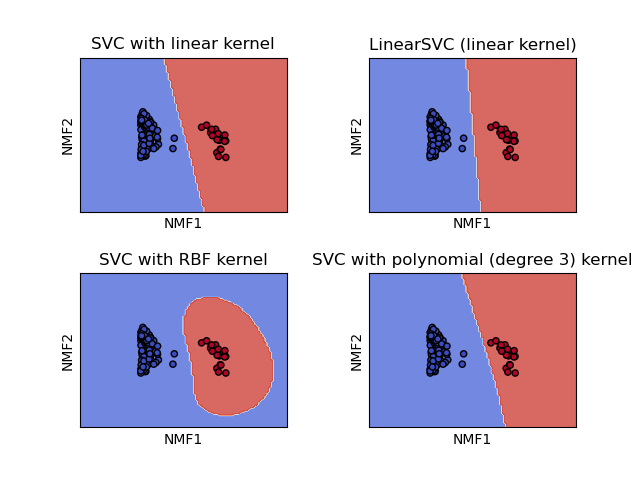 SVC with linear kernel
LinearSVC (linear kernel)
NMF2
NMF1
NMF2
NMF1
SVC with RBF kernel
SVC with polynomial (degree 3) kernel
NMF2
NMF1
NMF2
NMF1